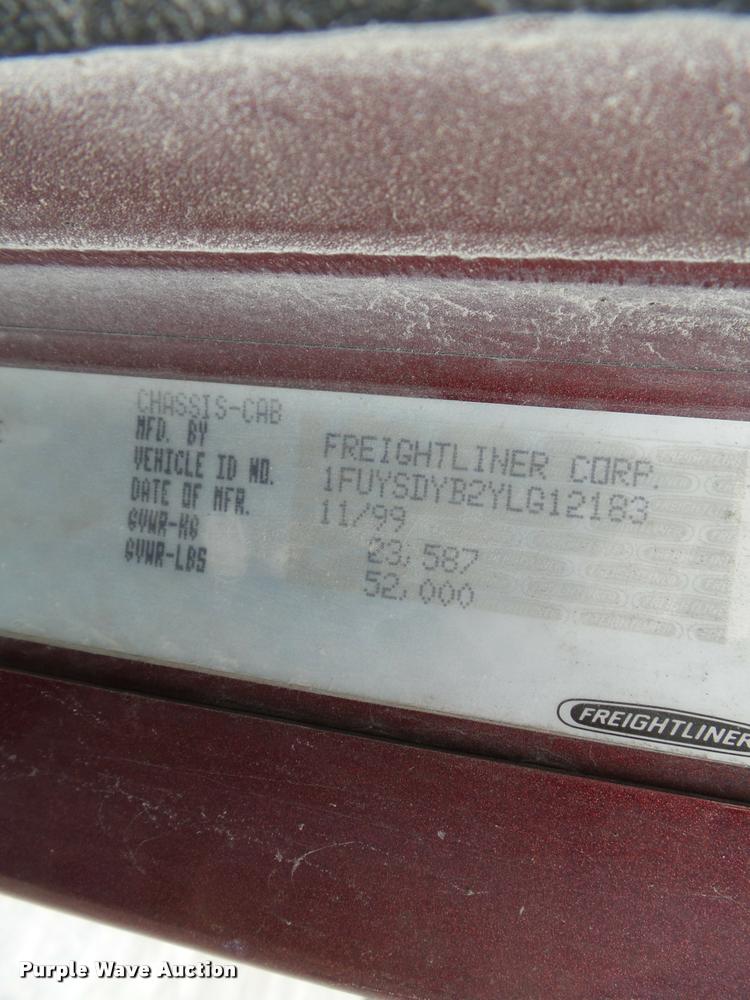 CHASSIS-CAB
MFD. BY FREIGHTLINER CORP.
VEHICLE ID NO. 1FUYSDYB2YLG12183
DATE OF MFR. 11/99
GVWR-KG 23,587
GVWR-LBS 52,000
FREIGHTLINER
Purple Wave Auction